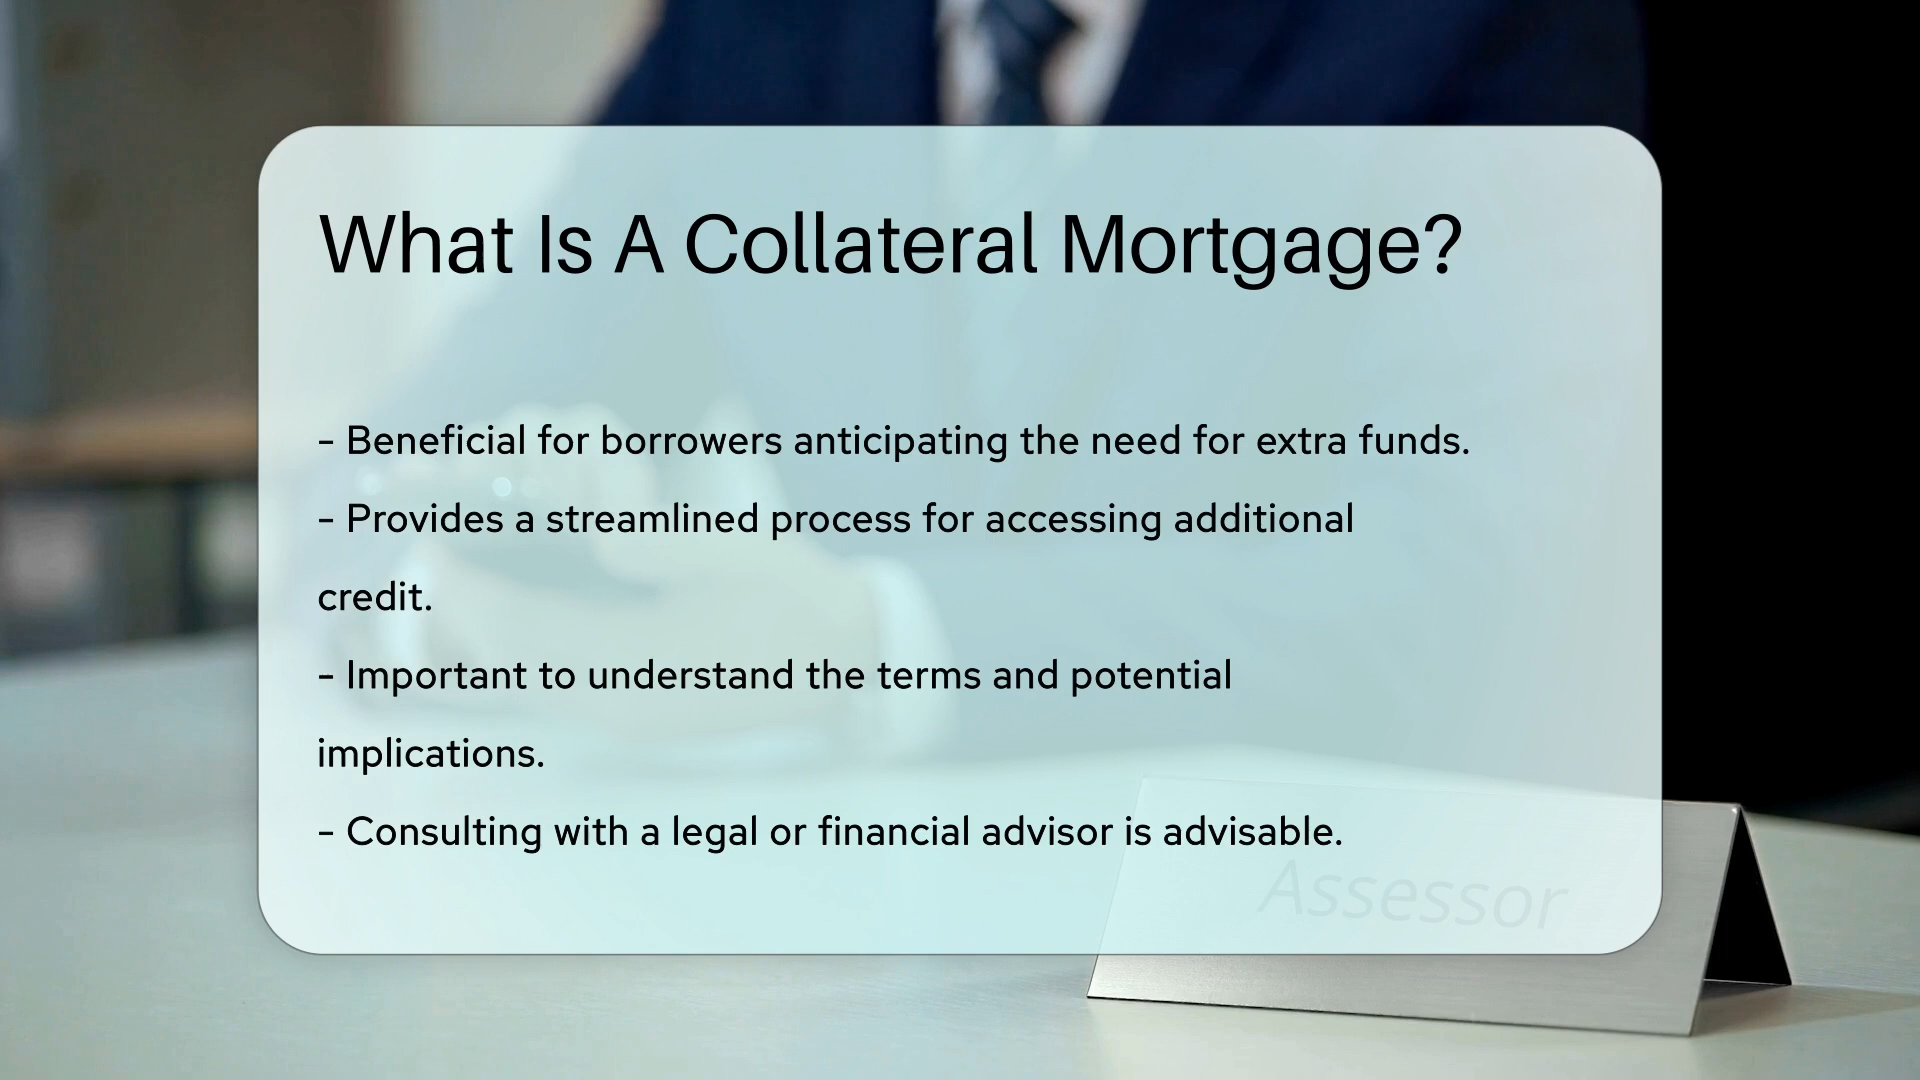 What Is A Collateral Mortgage?
- Beneficial for borrowers anticipating the need for extra funds.
- Provides a streamlined process for accessing additional
credit.
- Important to understand the terms and potential
implications.
- Consulting with a legal or financial advisor is advisable.
Assessor